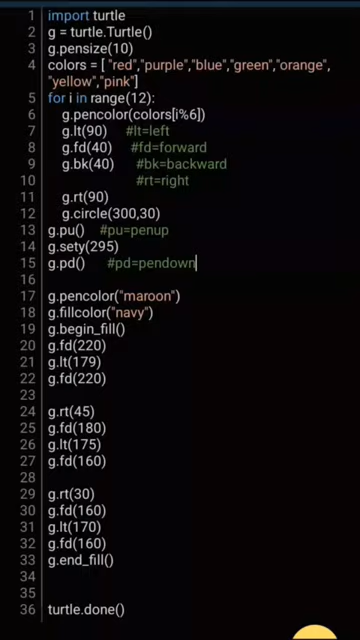 1 import turtle
2 g = turtle.Turtle()
3 g.pensize(10)
4 colors = [ "red","purple","blue","green","orange",
"yellow","pink"]
5 for i in range(12):
6 g.pencolor(colors[i%6])
7 g.lt(90) #lt=left
8 g.fd(40) #fd=forward
9 g.bk(40) #bk=backward
10 #rt=right
11 g.rt(90)
12 g.circle(300,30)
13 g.pu() #pu=penup
14 g.sety(295)
15 g.pd() #pd=pendown
16
17 g.pencolor("maroon")
18 g.fillcolor("navy")
19 g.begin_fill()
20 g.fd(220)
21 g.lt(179)
22 g.fd(220)
23
24 g.rt(45)
25 g.fd(180)
26 g.lt(175)
27 g.fd(160)
28
29 g.rt(30)
30 g.fd(160)
31 g.lt(170)
32 g.fd(160)
33 g.end_fill()
34
35
36 turtle.done()